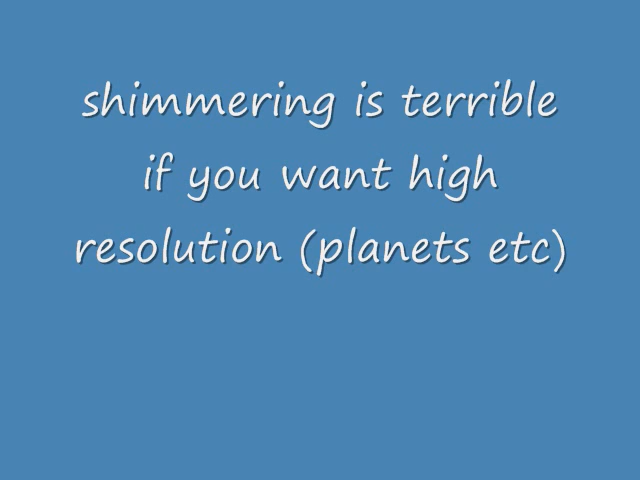 shimmering is terrible
if you want high
resolution (planets etc)